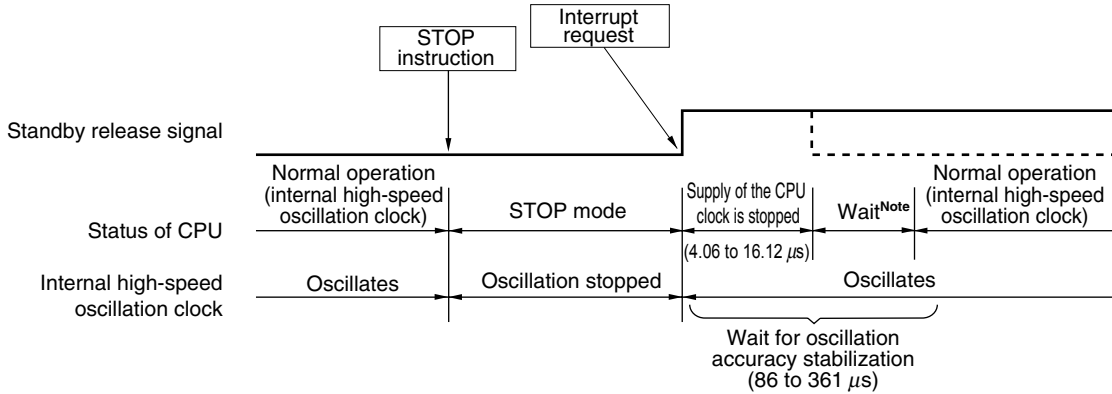 Interrupt
request
STOP
instruction
Standby release signal
Normal operation
(internal high-speed
oscillation clock)
STOP mode
Supply of the CPU
clock is stopped
(4.06 to 16.12 μs)
WaitNote
Normal operation
(internal high-speed
oscillation clock)
Status of CPU
Internal high-speed
oscillation clock
Oscillates
Oscillation stopped
Oscillates
Wait for oscillation
accuracy stabilization
(86 to 361 μs)